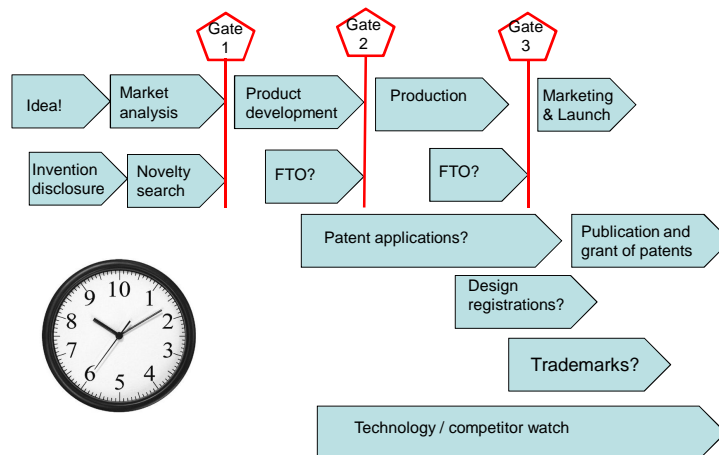 Gate
1
Gate
2
Gate
3
Idea!
Market
analysis
Product
development
Production
Marketing
& Launch
Invention
disclosure
Novelty
search
FTO?
FTO?
Patent applications?
Publication and
grant of patents
Design
registrations?
Trademarks?
Technology / competitor watch
10
1
2
3
4
5
6
7
8
9